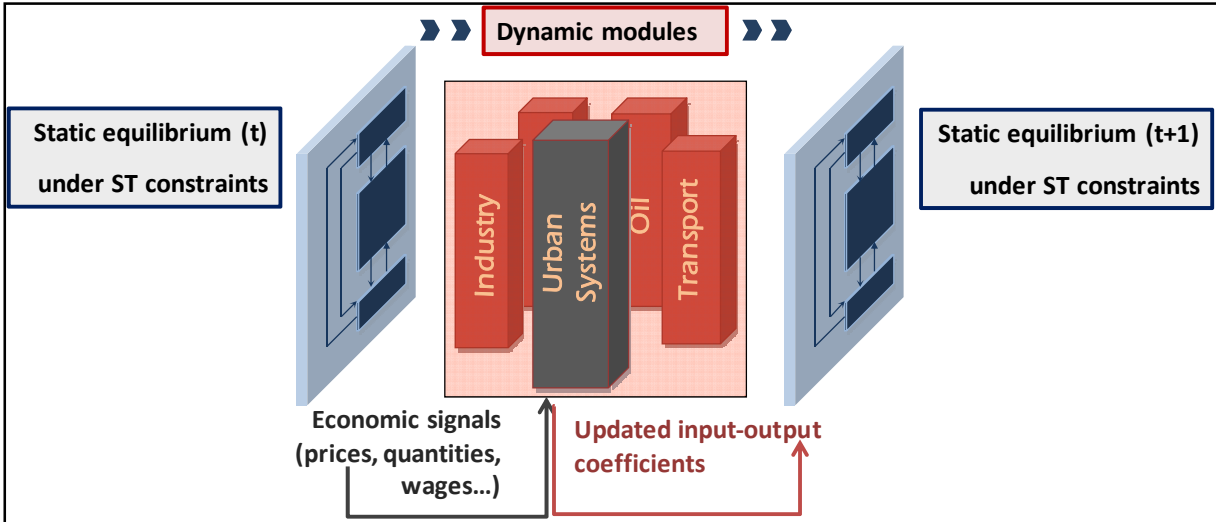 Dynamic modules
Static equilibrium (t)
under ST constraints
Static equilibrium (t+1)
under ST constraints
Industry
Urban
Systems
Oil
Transport
Economic signals
(prices, quantities,
wages...)
Updated input-output
coefficients